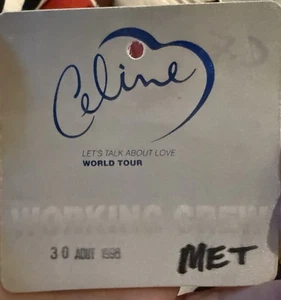 Celine
LET'S TALK ABOUT LOVE
WORLD TOUR
WORKING CREW
30 AOUT 1998
MET